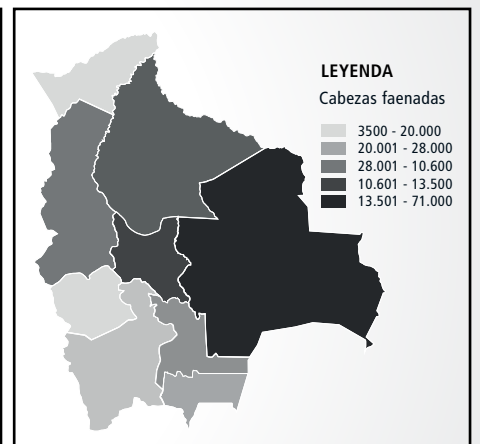 LEYENDA
Cabezas faenadas
3500 - 20.000
20.001 - 28.000
28.001 - 10.600
10.601 - 13.500
13.501 - 71.000